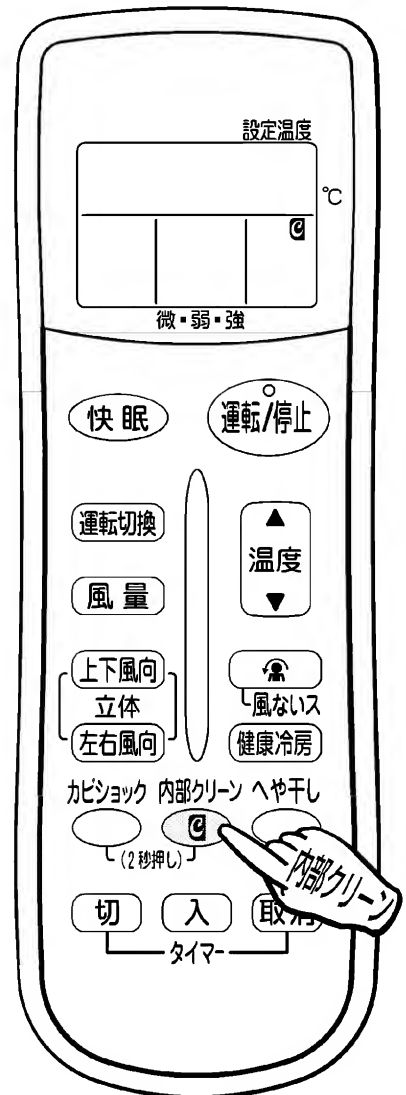 設定温度
℃
微・弱・強
快眠
運転/停止
運転切換
▲
温度
▼
風量
上下風向
立体
左右風向
風ないス
健康冷房
カビショック 内部クリーン へや干し
(2秒押し)
内部クリーン
切 入 取消
タイマー